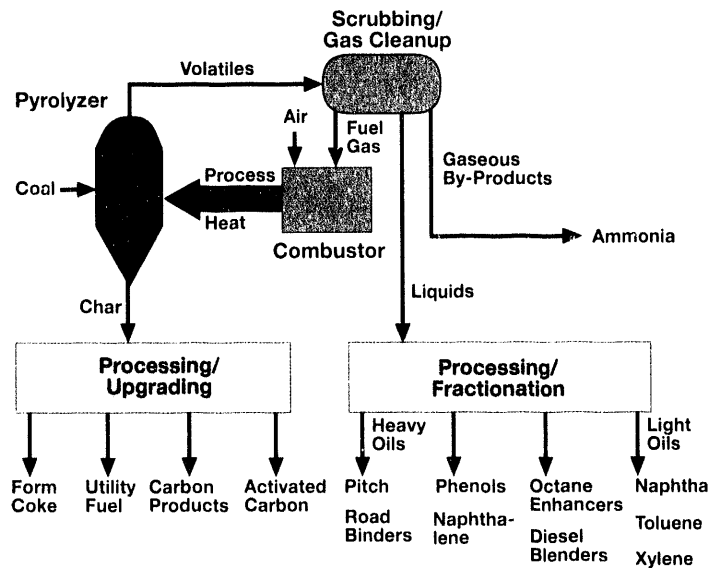 Scrubbing/
Gas Cleanup
Volatiles
Pyrolyzer
Air
Fuel
Gas
Gaseous
By-Products
Coal
Process
Heat
Combustor
Ammonia
Char
Liquids
Processing/
Upgrading
Processing/
Fractionation
Heavy
Oils
Light
Oils
Form
Coke
Utility
Fuel
Carbon
Products
Activated
Carbon
Pitch
Road
Binders
Phenols
Naphtha-
lene
Octane
Enhancers
Diesel
Blenders
Naphtha
Toluene
Xylene